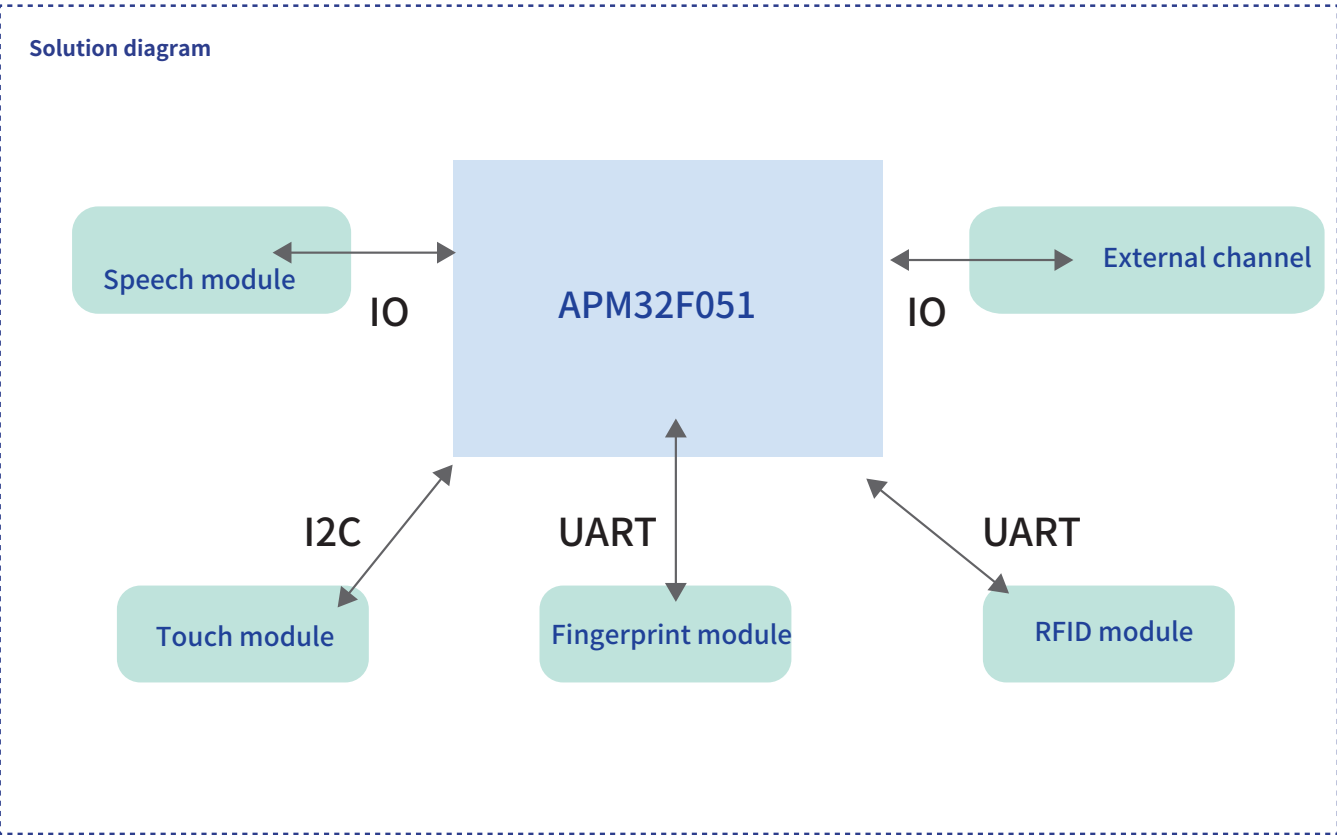 Solution diagram
Speech module
IO
APM32F051
IO
External channel
I2C
UART
UART
Touch module
Fingerprint module
RFID module